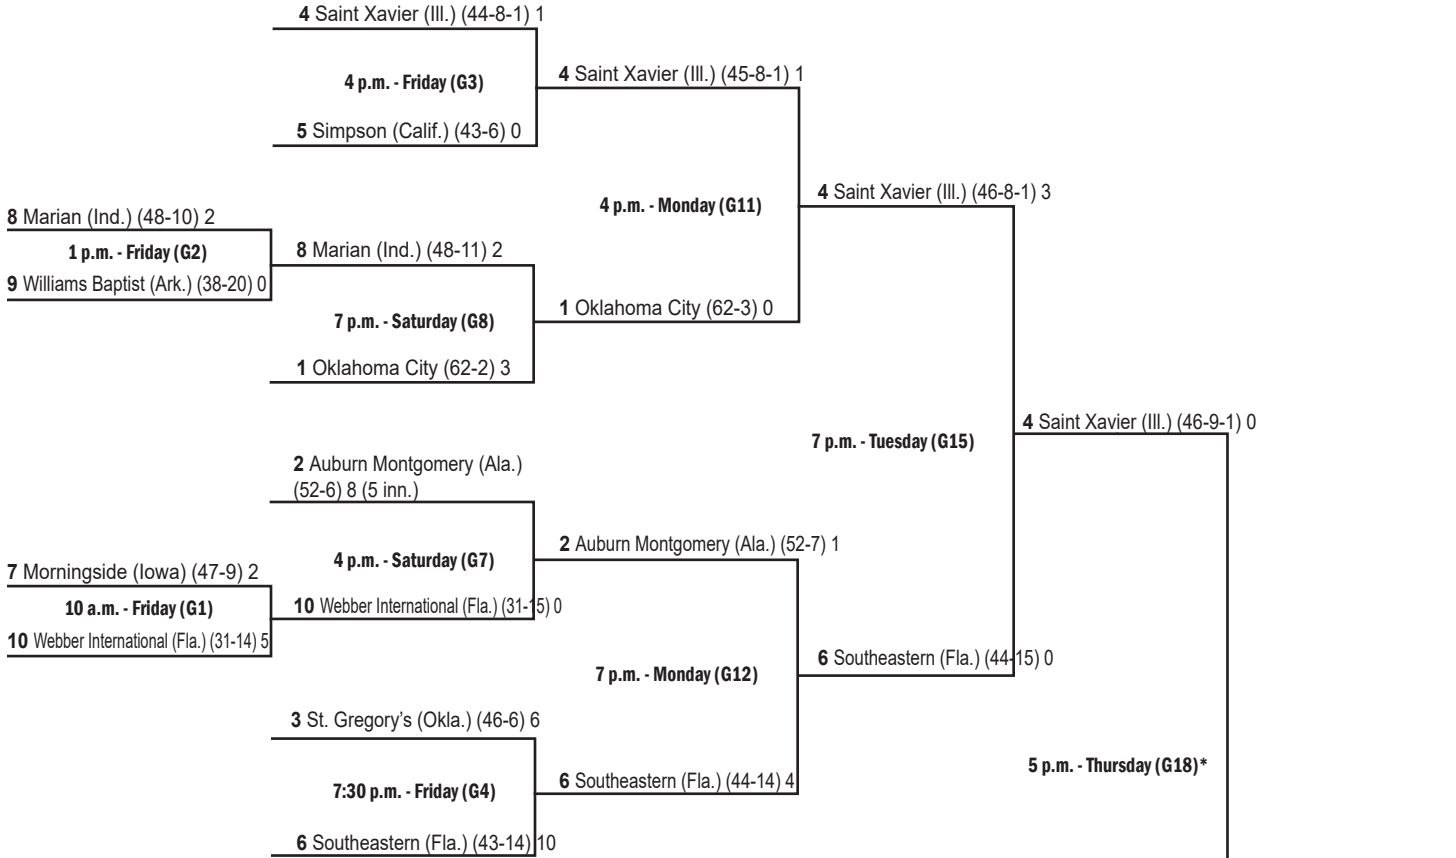 4 Saint Xavier (Ill.) (44-8-1) 1
4 p.m. - Friday (G3)
4 Saint Xavier (Ill.) (45-8-1) 1
5 Simpson (Calif.) (43-6) 0
4 p.m. - Monday (G11)
4 Saint Xavier (Ill.) (46-8-1) 3
8 Marian (Ind.) (48-10) 2
1 p.m. - Friday (G2)
8 Marian (Ind.) (48-11) 2
9 Williams Baptist (Ark.) (38-20) 0
7 p.m. - Saturday (G8)
1 Oklahoma City (62-3) 0
1 Oklahoma City (62-2) 3
7 p.m. - Tuesday (G15)
4 Saint Xavier (Ill.) (46-9-1) 0
2 Auburn Montgomery (Ala.)
(52-6) 8 (5 inn.)
4 p.m. - Saturday (G7)
2 Auburn Montgomery (Ala.) (52-7) 1
7 Morningside (Iowa) (47-9) 2
10 a.m. - Friday (G1)
10 Webber International (Fla.) (31-15) 0
10 Webber International (Fla.) (31-14) 5
7 p.m. - Monday (G12)
6 Southeastern (Fla.) (44-15) 0
3 St. Gregory's (Okla.) (46-6) 6
7:30 p.m. - Friday (G4)
6 Southeastern (Fla.) (44-14) 4
5 p.m. - Thursday (G18)*
6 Southeastern (Fla.) (43-14) 10